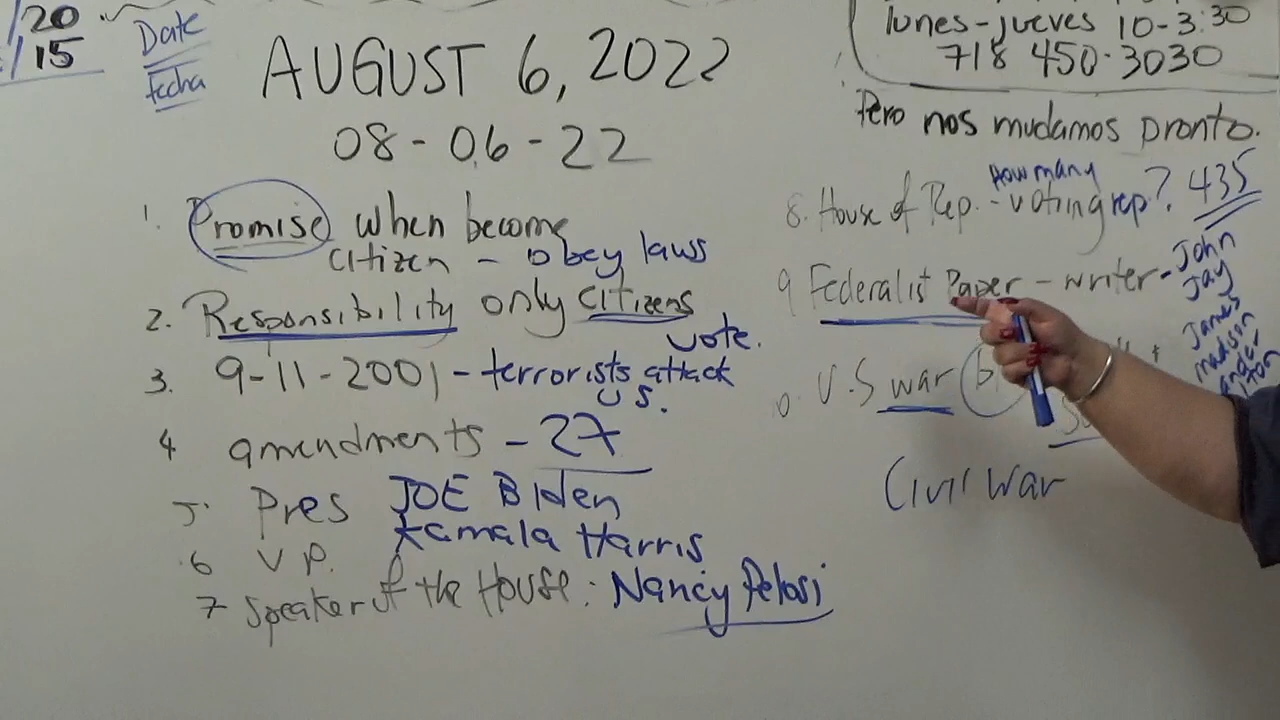 /20
/15
Date
Fecha
AUGUST 6, 2022
08-06-22
1. Promise when become
citizen - obey laws
2. Responsibility only citizens
vote.
3. 9-11-2001 - terrorists attack
U S.
4 amendments - 27
5. Pres JOE Biden
6 V P. Kamala Harris
7 Speaker of the House: Nancy Pelosi
lunes-jueves 10-3:30
718 450-3030
Pero nos mudamos pronto.
How many
8. House of Rep. - voting rep? 435
9 Federalist Paper - writer - John
Jay
James
madison
U.S war
Civil War